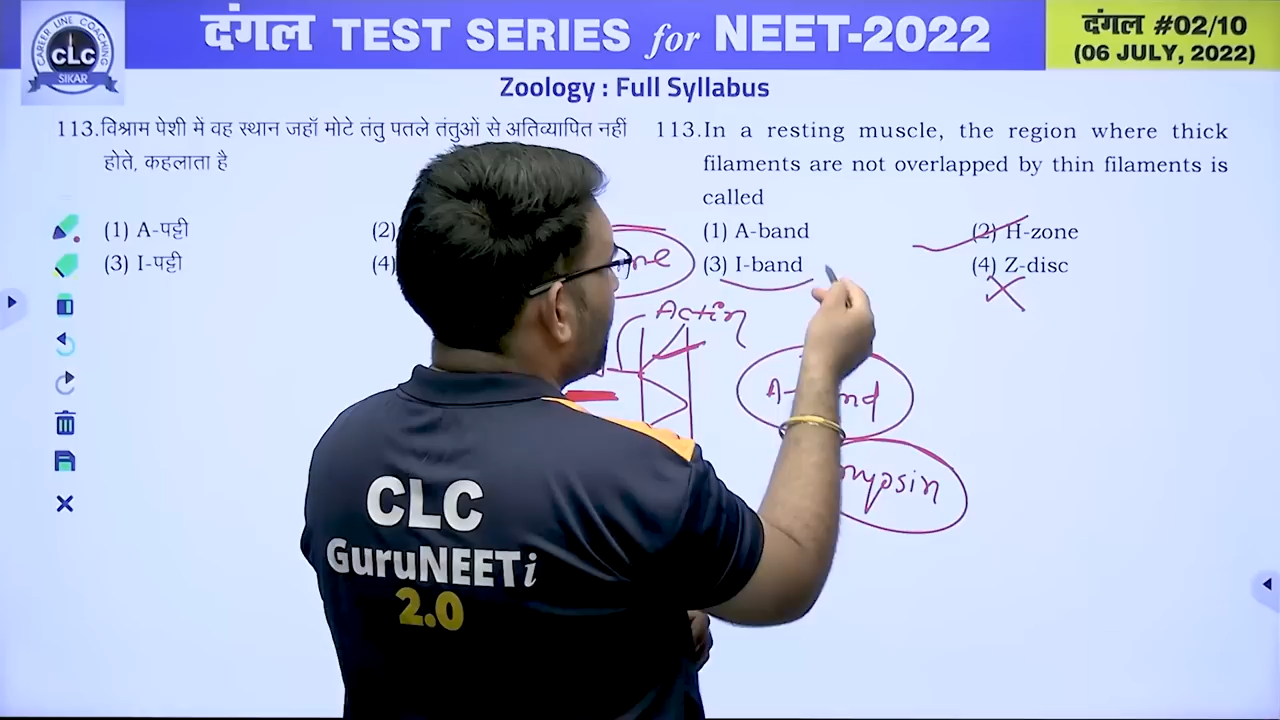 CAREER LINE COACHING
CLC
SIKAR
दंगल TEST SERIES for NEET-2022
दंगल #02/10
(06 JULY, 2022)
Zoology : Full Syllabus
113.विश्राम पेशी में वह स्थान जहॉ मोटे तंतु पतले तंतुओं से अतिव्यापित नहीं
होते, कहलाता है
(1) A-पट्टी
(2)
(3) I-पट्टी
(4)
113.In a resting muscle, the region where thick
filaments are not overlapped by thin filaments is
called
(1) A-band
(2) H-zone
(3) I-band
(4) Z-disc
Actin
CLC
GuruNEETi
2.0